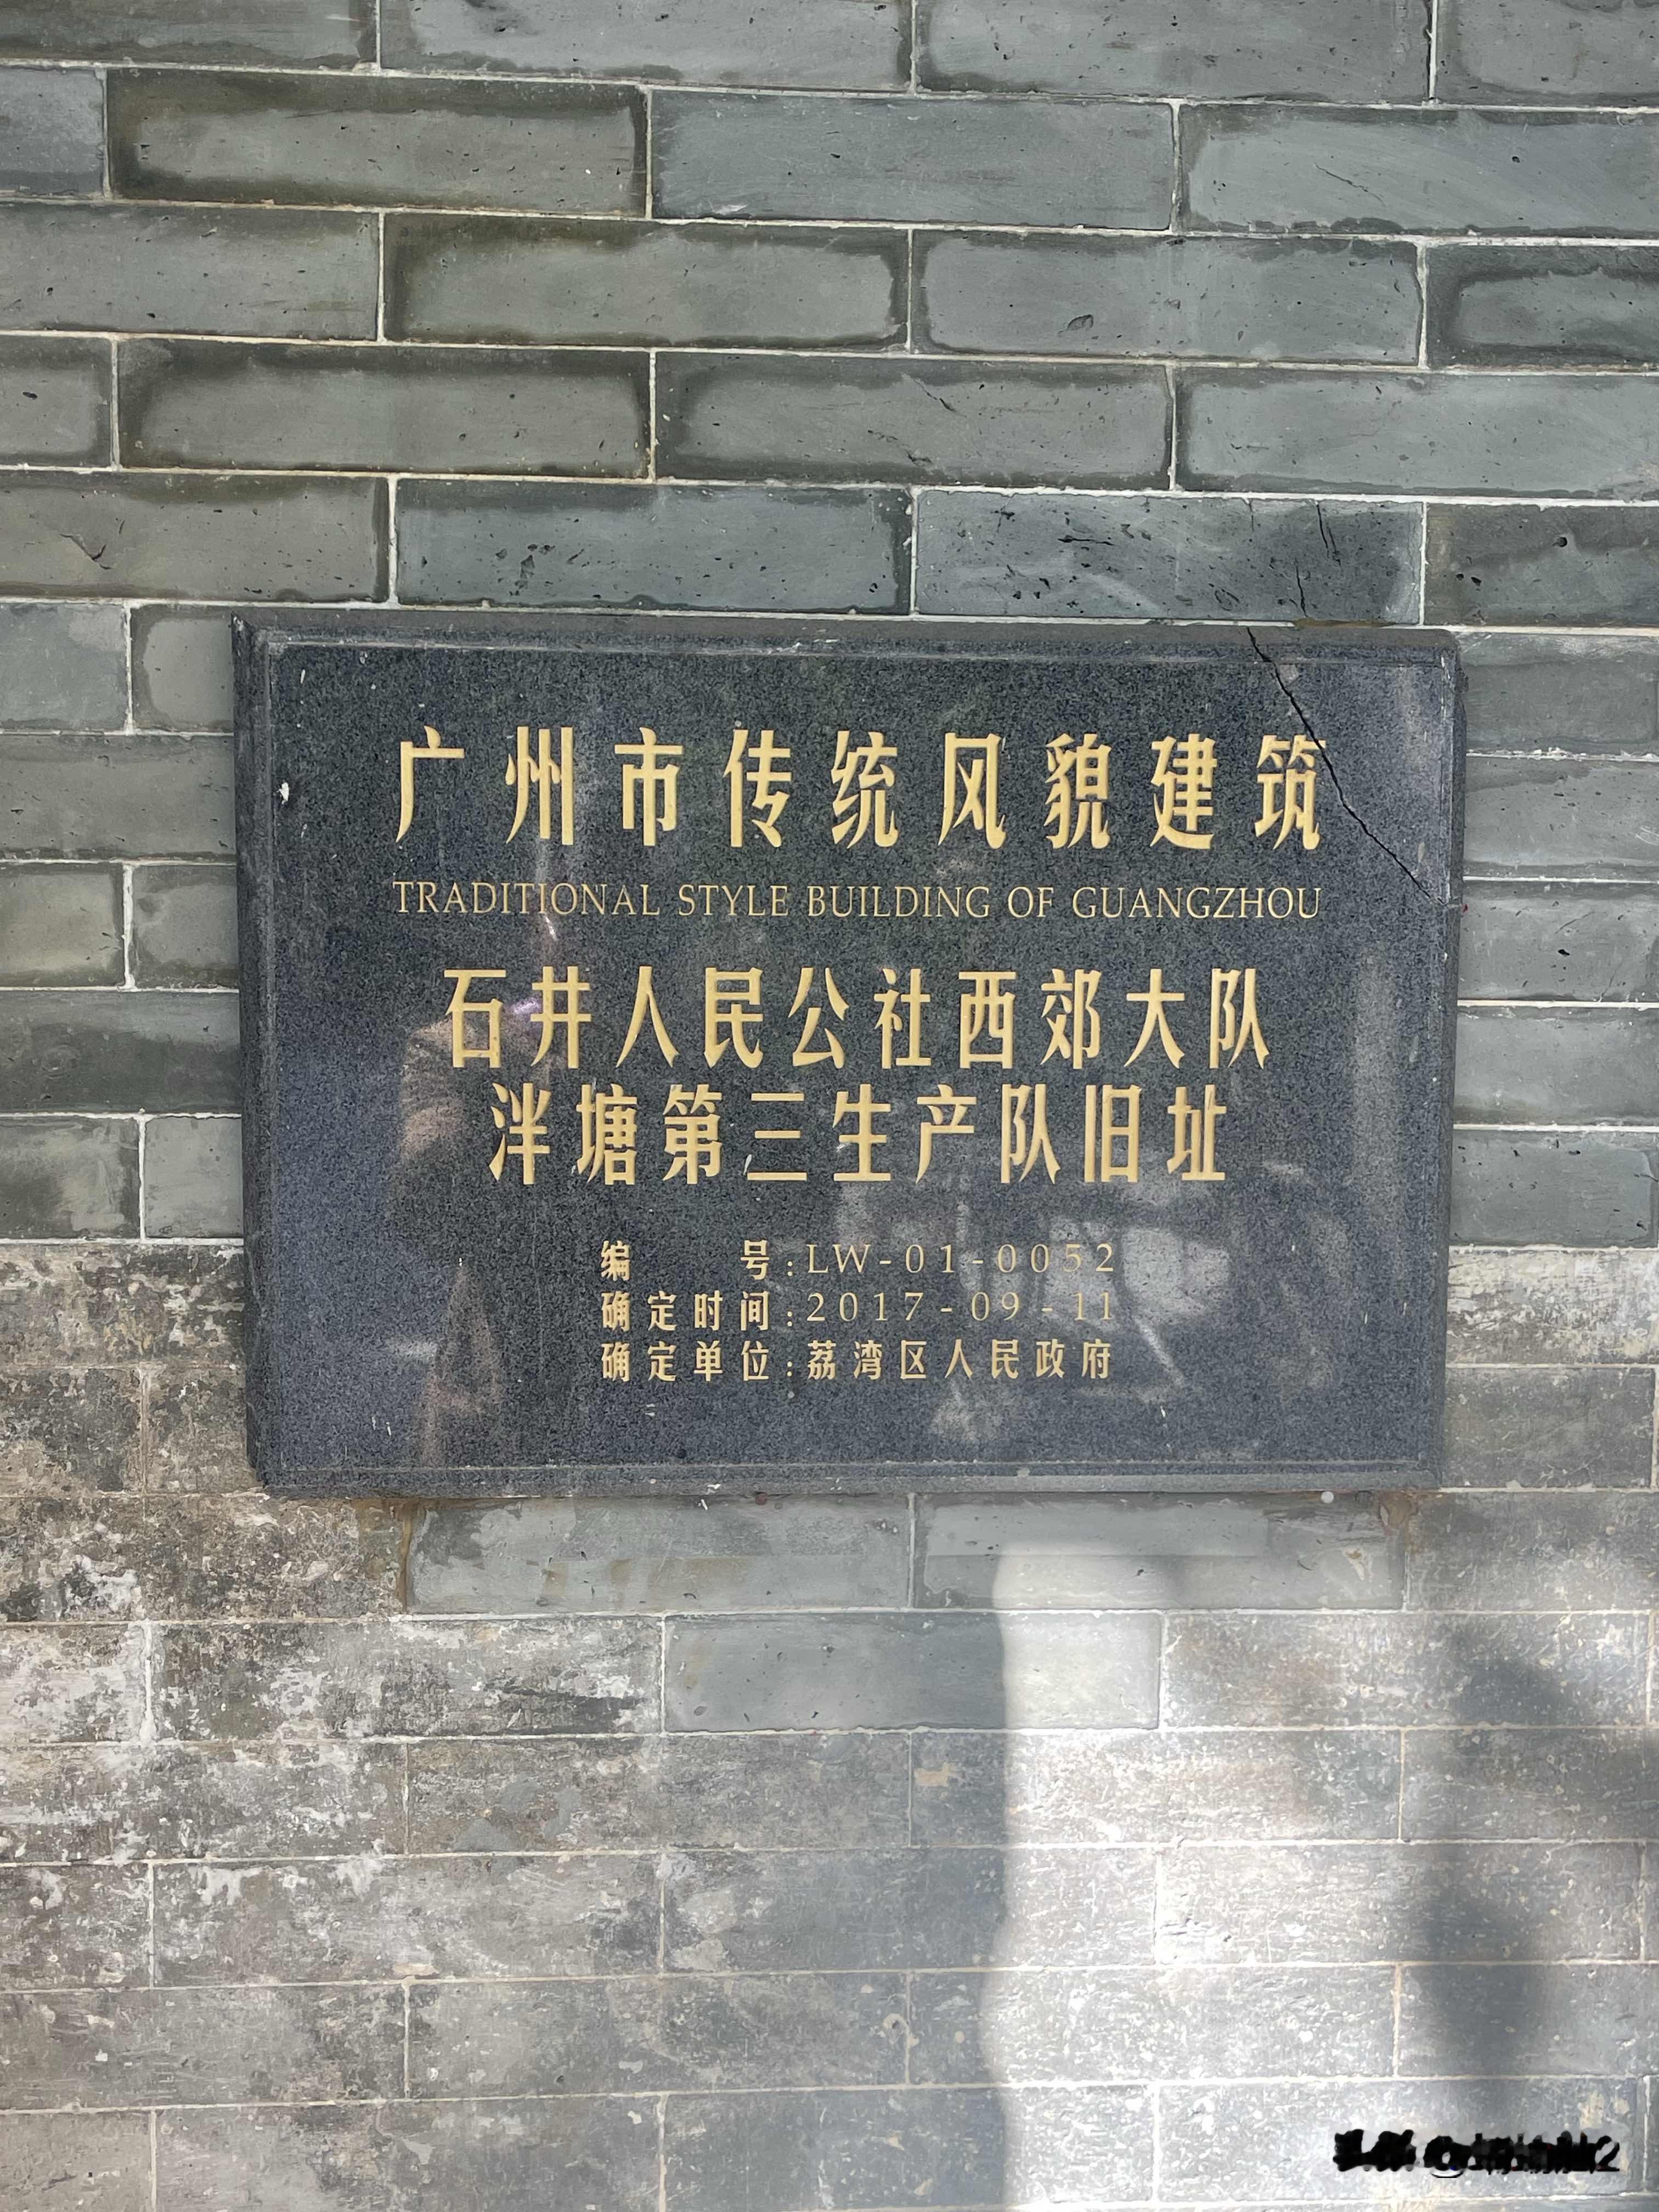 广州市传统风貌建筑
TRADITIONAL STYLE BUILDING OF GUANGZHOU
石井人民公社西郊大队
泮塘第三生产队旧址
编号:LW-01-0052
确定时间:2017-09-11
确定单位:荔湾区人民政府